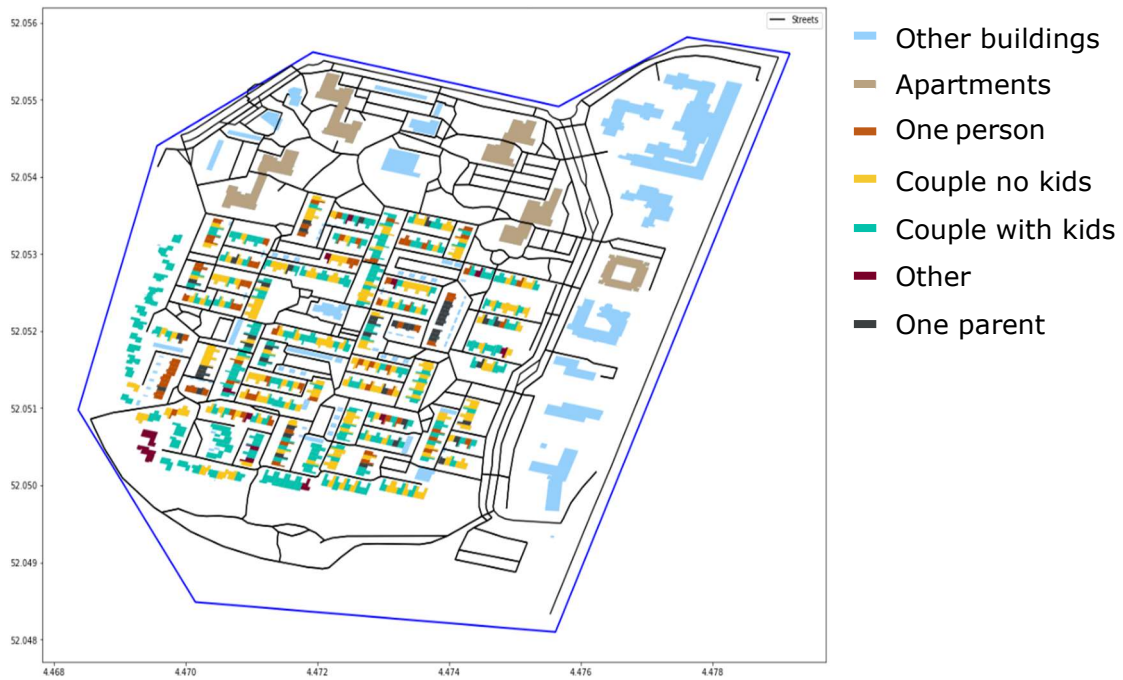 52.056
52.055
52.054
52.053
52.052
52.051
52.050
52.049
52.048
4.468 4.470 4.472 4.474 4.476 4.478
Streets
Other buildings
Apartments
One person
Couple no kids
Couple with kids
Other
One parent